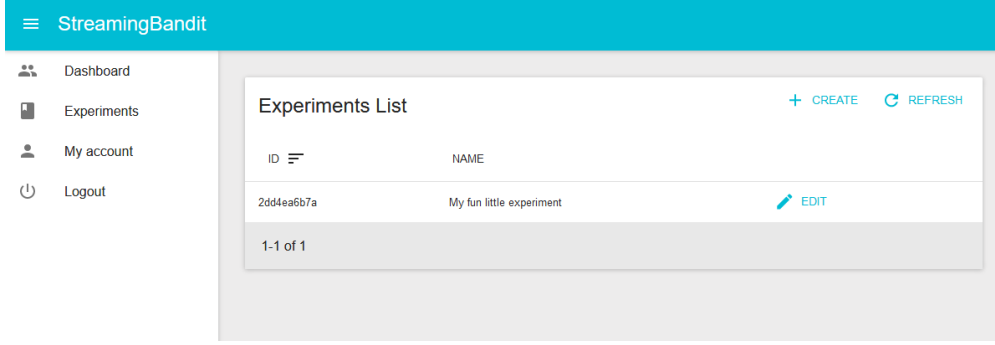 StreamingBandit
Dashboard
Experiments
My account
Logout
Experiments List
CREATE
REFRESH
ID NAME
2dd4ea6b7a My fun little experiment EDIT
1-1 of 1